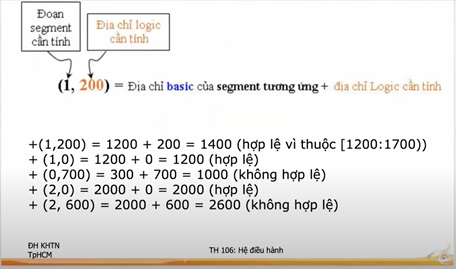 Đoạn
segment
cần tính
Địa chỉ logic
cần tính
(1, 200) = Địa chỉ basic của segment tương ứng + địa chỉ Logic cần tính
+(1,200) = 1200 + 200 = 1400 (hợp lệ vì thuộc [1200:1700))
+ (1,0) = 1200 + 0 = 1200 (hợp lệ)
+ (0,700) = 300 + 700 = 1000 (không hợp lệ)
+ (2,0) = 2000 + 0 = 2000 (hợp lệ)
+ (2, 600) = 2000 + 600 = 2600 (không hợp lệ)
ĐH KHTN
TpHCM
TH 106: Hệ điều hành